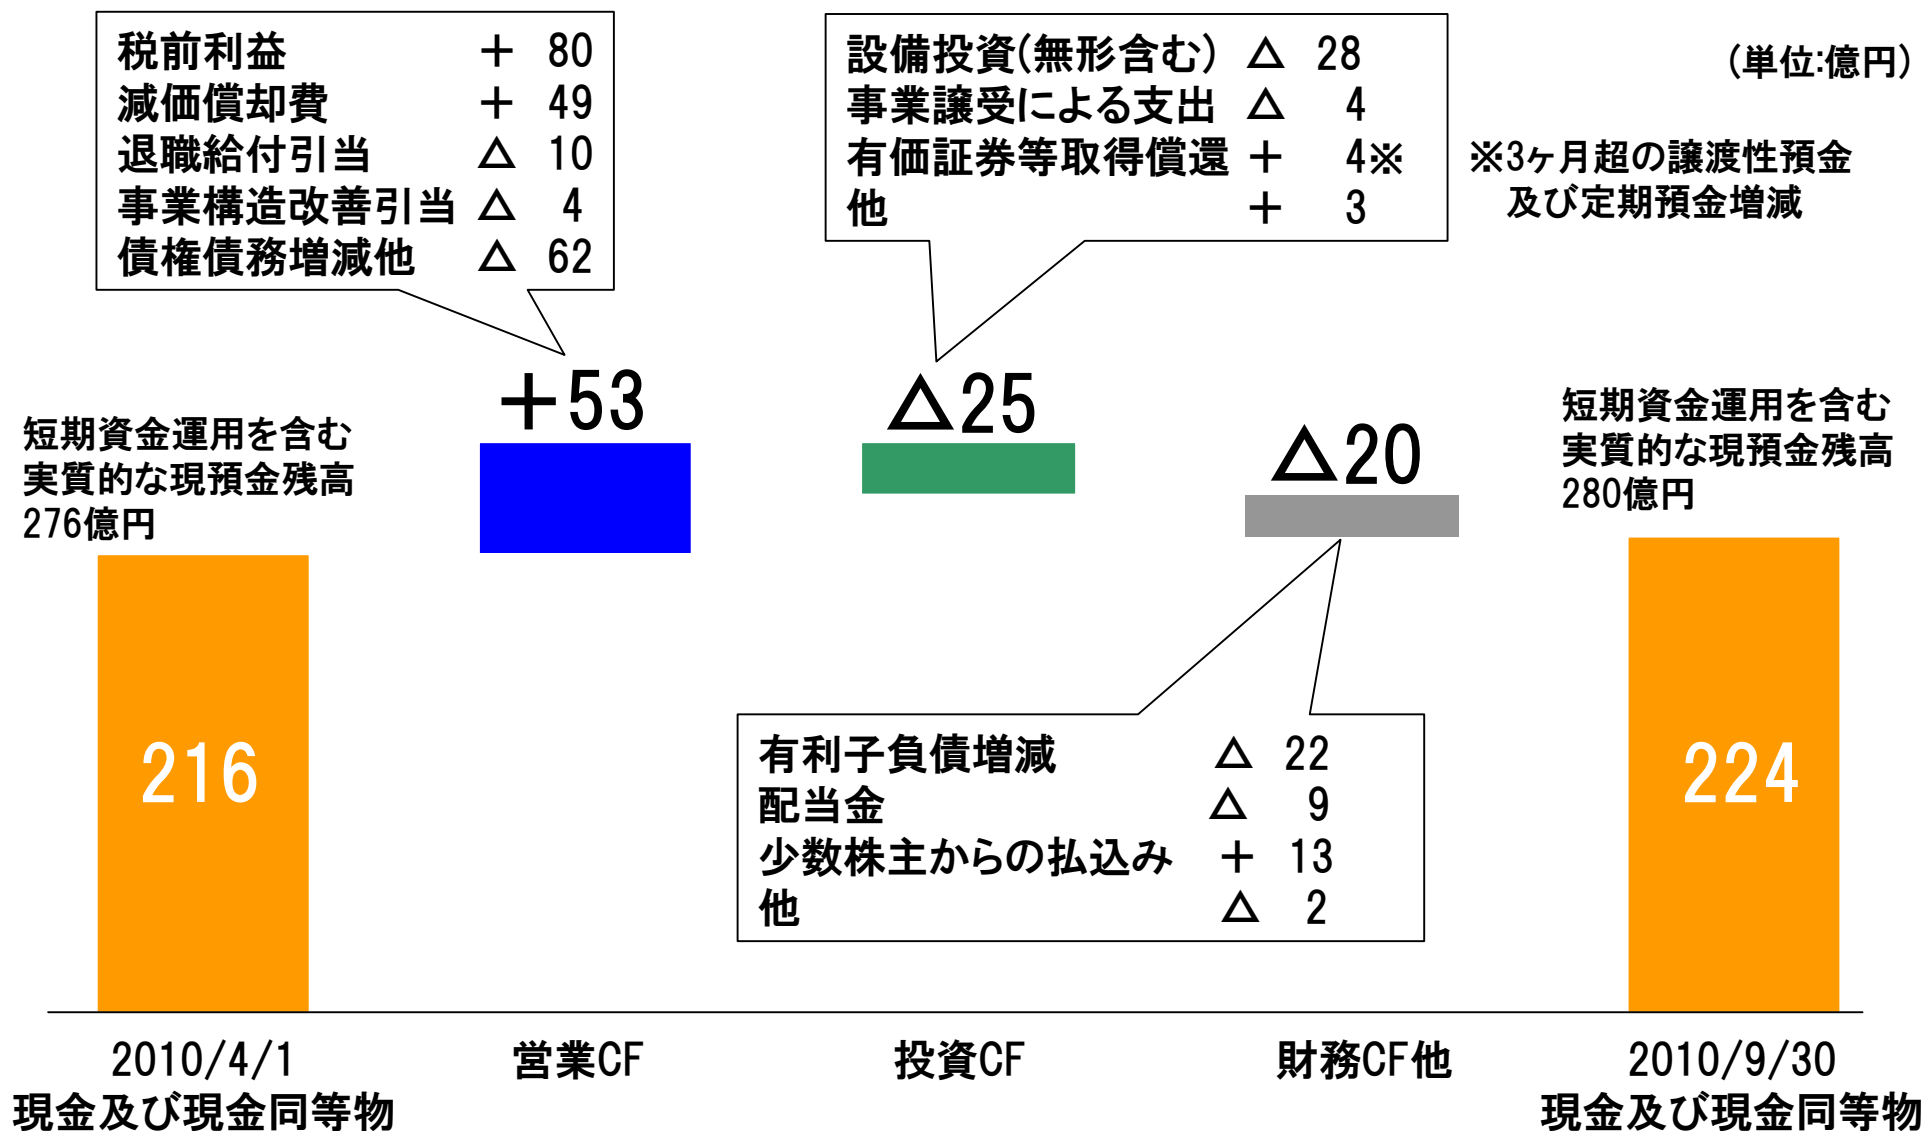 税前利益 ＋ 80
減価償却費 ＋ 49
退職給付引当 △ 10
事業構造改善引当 △ 4
債権債務増減他 △ 62
設備投資(無形含む) △ 28
事業譲受による支出 △ 4
有価証券等取得償還 ＋ 4※
他 ＋ 3
(単位:億円)
※3ヶ月超の譲渡性預金
及び定期預金増減
＋53
△25
△20
短期資金運用を含む
実質的な現預金残高
276億円
短期資金運用を含む
実質的な現預金残高
280億円
216
224
有利子負債増減 △ 22
配当金 △ 9
少数株主からの払込み ＋ 13
他 △ 2
2010/4/1
現金及び現金同等物
営業CF
投資CF
財務CF他
2010/9/30
現金及び現金同等物